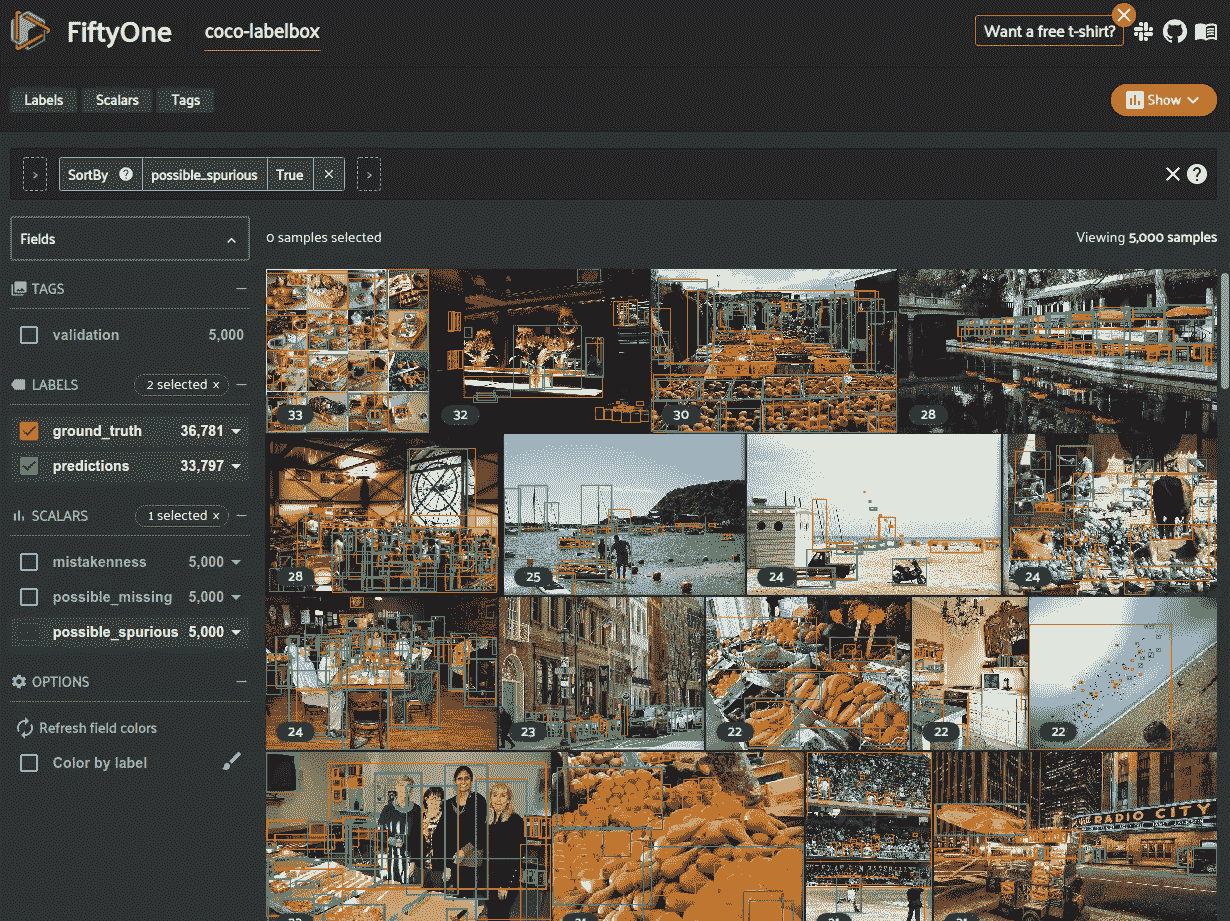 FiftyOne
coco-labelbox
Want a free t-shirt?
Labels
Scalars
Tags
Show
SortBy
possible_spurious
True
Fields
0 samples selected
Viewing 5,000 samples
TAGS
validation 5,000
LABELS
2 selected x
ground_truth 36,781
predictions 33,797
SCALARS
1 selected x
mistakenness 5,000
possible_missing 5,000
possible_spurious 5,000
OPTIONS
Refresh field colors
Color by label
33
32
30
28
28
25
24
24
24
23
22
22
22
RADIO CITY